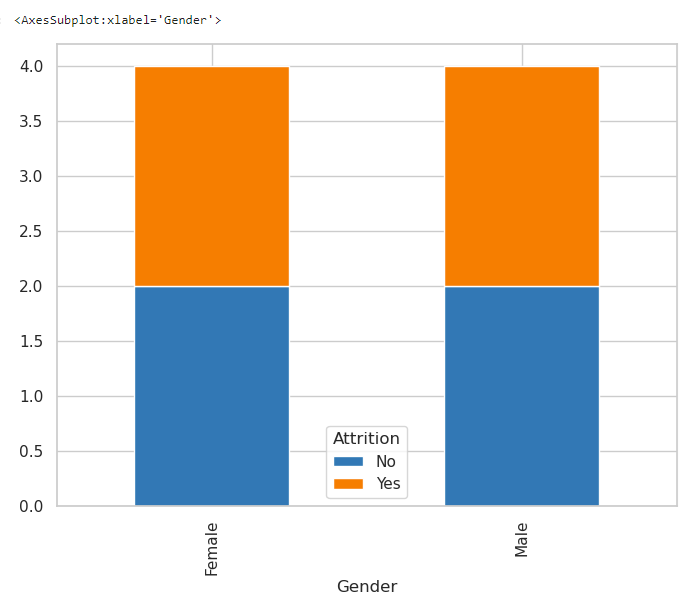 <AxesSubplot:xlabel='Gender'>
4.0
3.5
3.0
2.5
2.0
1.5
1.0
0.5
0.0
Attrition
No
Yes
Female
Male
Gender